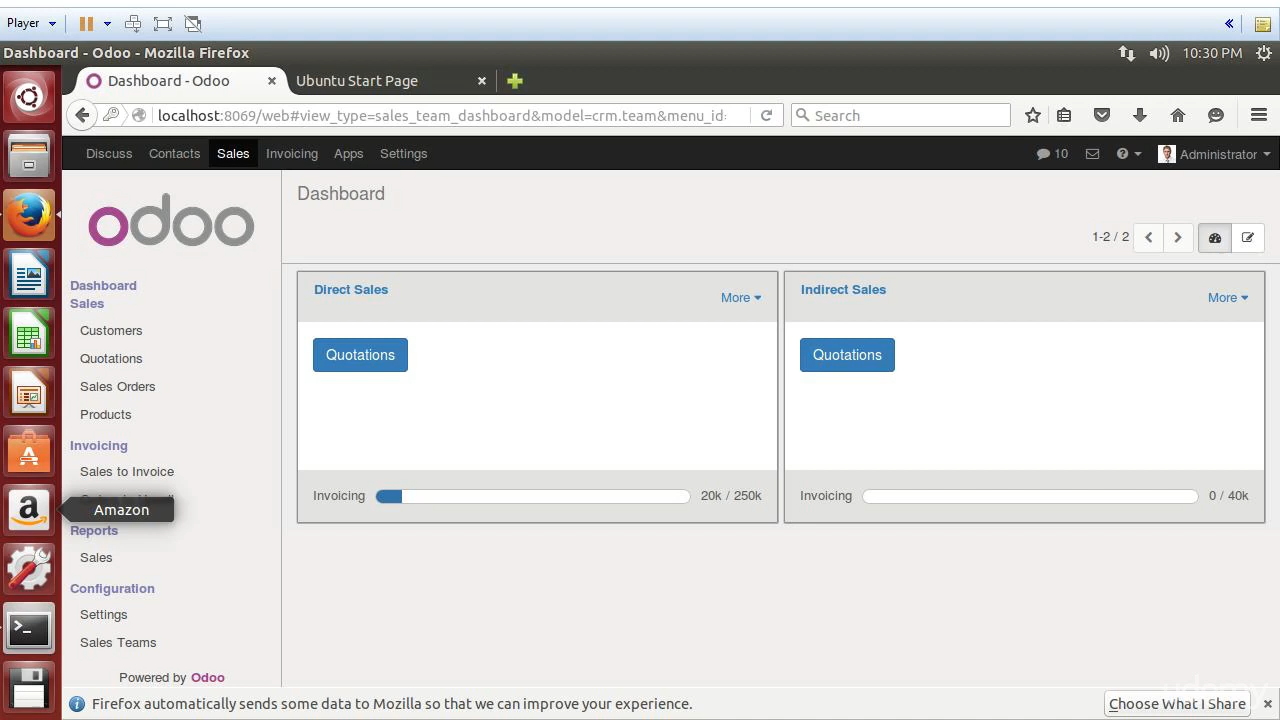 Player
Dashboard - Odoo - Mozilla Firefox
10:30 PM
Dashboard - Odoo
Ubuntu Start Page
localhost:8069/web#view_type=sales_team_dashboard&model=crm.team&menu_id=
Search
Discuss Contacts Sales Invoicing Apps Settings
10
Administrator
odoo
Dashboard
1-2 / 2
Dashboard
Sales
Customers
Quotations
Sales Orders
Products
Invoicing
Sales to Invoice
Amazon
Reports
Sales
Configuration
Settings
Sales Teams
Powered by Odoo
Direct Sales
More
Quotations
Invoicing
20k / 250k
Indirect Sales
More
Quotations
Invoicing
0 / 40k
Firefox automatically sends some data to Mozilla so that we can improve your experience.
Choose What I Share
udemy